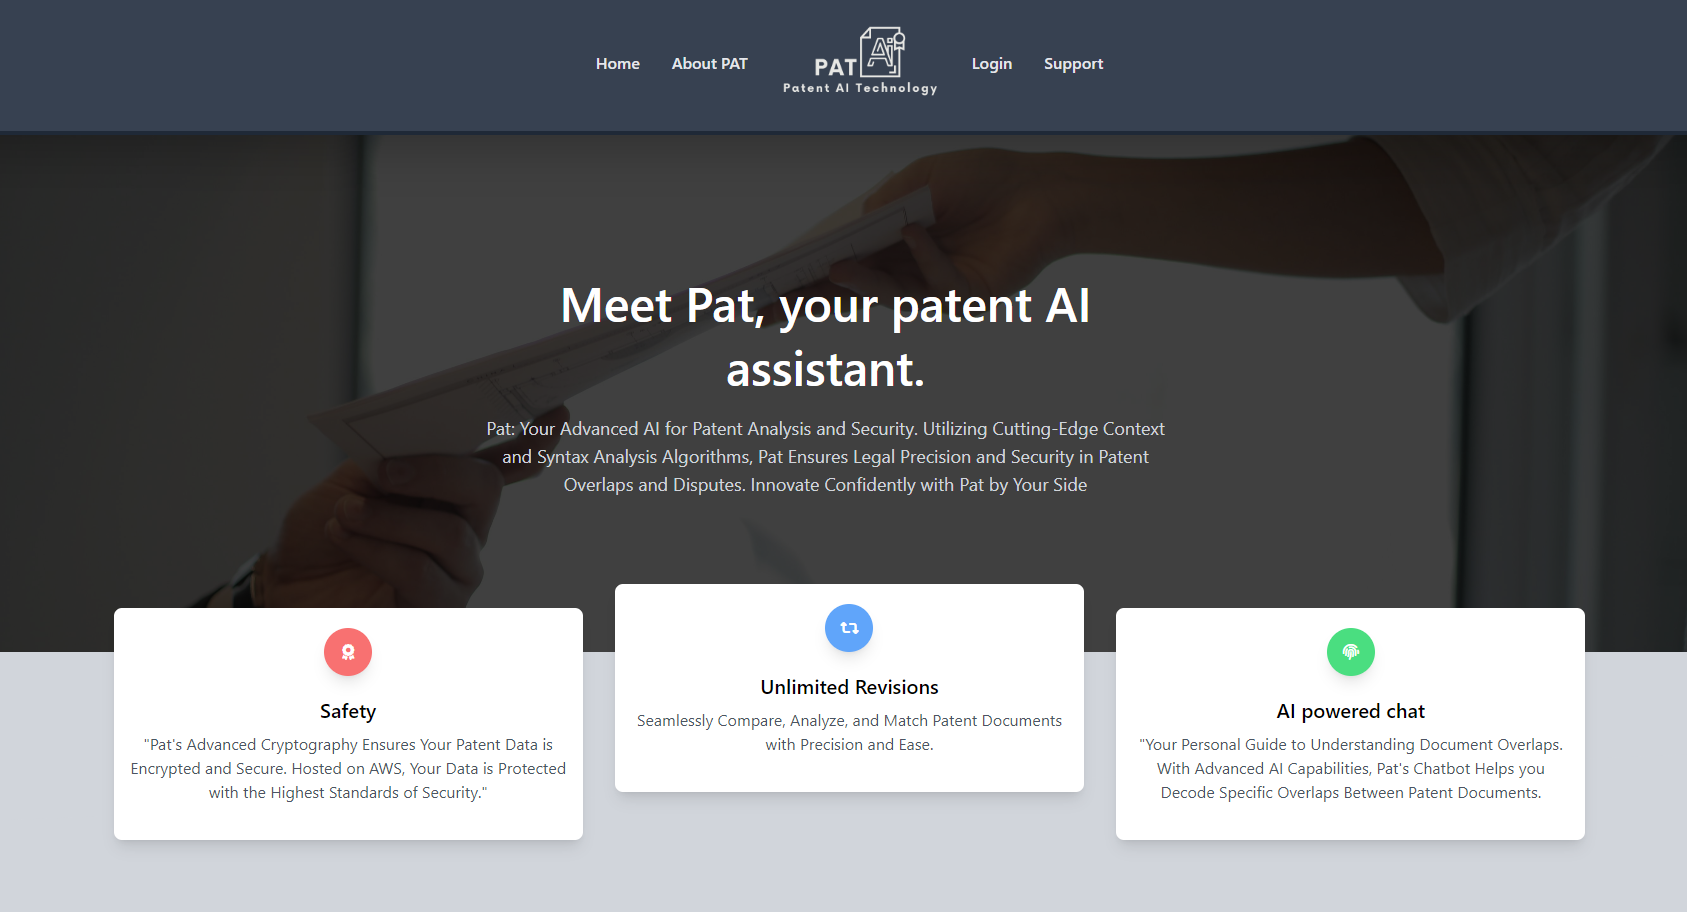 Home
About PAT
PAT Ai
Patent AI Technology
Login
Support
Meet Pat, your patent AI
assistant.
Pat: Your Advanced AI for Patent Analysis and Security. Utilizing Cutting-Edge Context
and Syntax Analysis Algorithms, Pat Ensures Legal Precision and Security in Patent
Overlaps and Disputes. Innovate Confidently with Pat by Your Side
Safety
"Pat's Advanced Cryptography Ensures Your Patent Data is
Encrypted and Secure. Hosted on AWS, Your Data is Protected
with the Highest Standards of Security."
Unlimited Revisions
Seamlessly Compare, Analyze, and Match Patent Documents
with Precision and Ease.
AI powered chat
"Your Personal Guide to Understanding Document Overlaps.
With Advanced AI Capabilities, Pat's Chatbot Helps you
Decode Specific Overlaps Between Patent Documents.